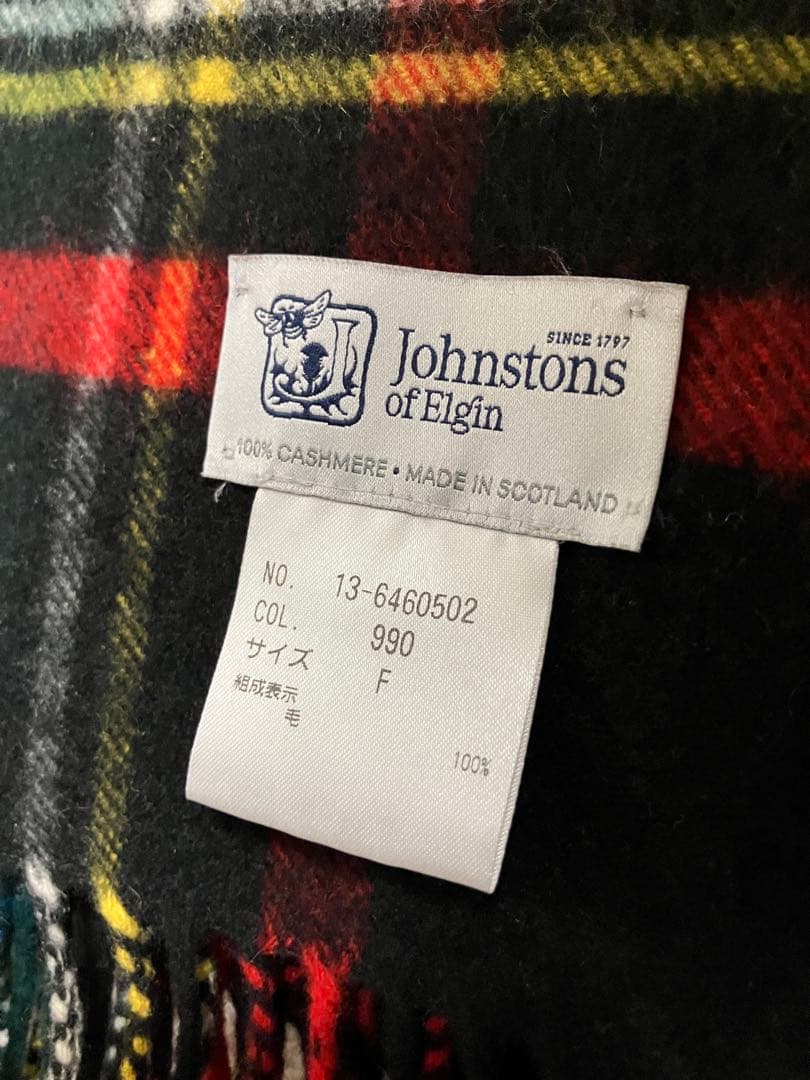 SINCE 1797
Johnstons
of Elgin
100% CASHMERE • MADE IN SCOTLAND
NO. 13-6460502
COL. 990
サイズ F
組成表示
毛 100%